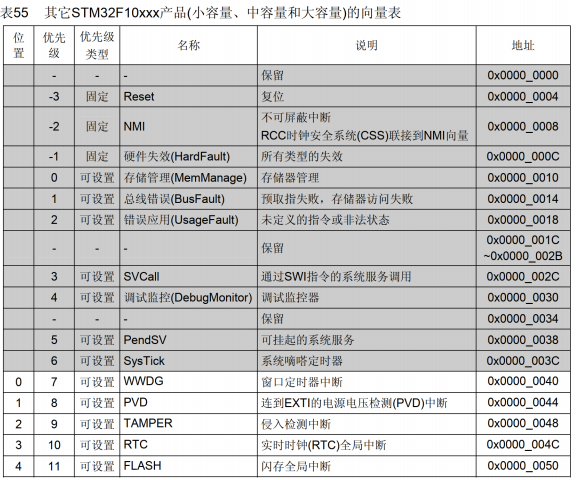 表55 其它STM32F10xxx产品(小容量、中容量和大容量)的向量表
位置 优先级 优先级类型 名称 说明 地址
- - - 保留 0x0000_0000
-3 固定 Reset 复位 0x0000_0004
-2 固定 NMI 不可屏蔽中断
RCC时钟安全系统(CSS)联接到NMI向量 0x0000_0008
-1 固定 硬件失效(HardFault) 所有类型的失效 0x0000_000C
0 可设置 存储管理(MemManage) 存储器管理 0x0000_0010
1 可设置 总线错误(BusFault) 预取指失败，存储器访问失败 0x0000_0014
2 可设置 错误应用(UsageFault) 未定义的指令或非法状态 0x0000_0018
- - - 保留 0x0000_001C
~0x0000_002B
3 可设置 SVCall 通过SWI指令的系统服务调用 0x0000_002C
4 可设置 调试监控(DebugMonitor) 调试监控器 0x0000_0030
- - - 保留 0x0000_0034
5 可设置 PendSV 可挂起的系统服务 0x0000_0038
6 可设置 SysTick 系统嘀嗒定时器 0x0000_003C
0 7 可设置 WWDG 窗口定时器中断 0x0000_0040
1 8 可设置 PVD 连到EXTI的电源电压检测(PVD)中断 0x0000_0044
2 9 可设置 TAMPER 侵入检测中断 0x0000_0048
3 10 可设置 RTC 实时时钟(RTC)全局中断 0x0000_004C
4 11 可设置 FLASH 闪存全局中断 0x0000_0050